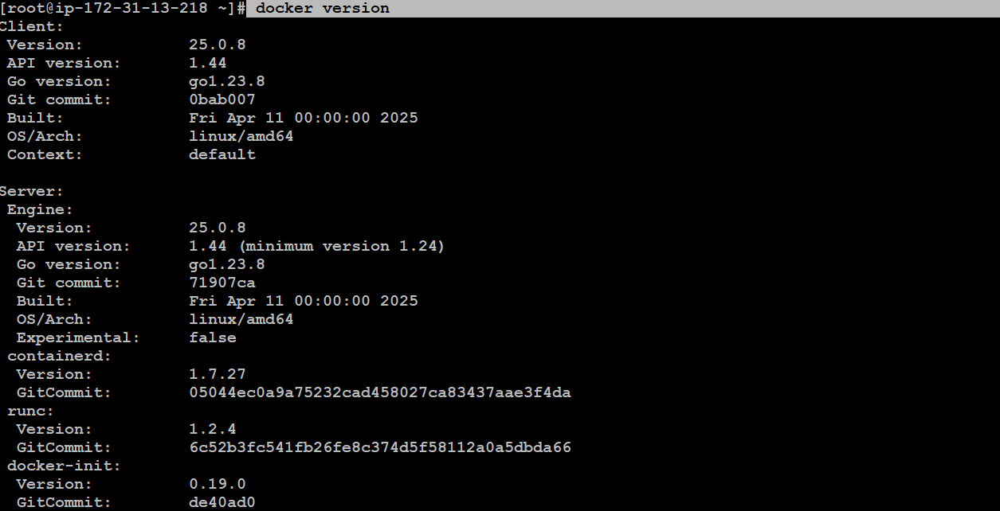 [root@ip-172-31-13-218 ~]# docker version
Client:
 Version:           25.0.8
 API version:       1.44
 Go version:        go1.23.8
 Git commit:        0bab007
 Built:             Fri Apr 11 00:00:00 2025
 OS/Arch:           linux/amd64
 Context:           default

Server:
 Engine:
  Version:          25.0.8
  API version:      1.44 (minimum version 1.24)
  Go version:       go1.23.8
  Git commit:       71907ca
  Built:            Fri Apr 11 00:00:00 2025
  OS/Arch:          linux/amd64
  Experimental:     false
 containerd:
  Version:          1.7.27
  GitCommit:        05044ec0a9a75232cad458027ca83437aae3f4da
 runc:
  Version:          1.2.4
  GitCommit:        6c52b3fc541fb26fe8c374d5f58112a0a5dbda66
 docker-init:
  Version:          0.19.0
  GitCommit:        de40ad0